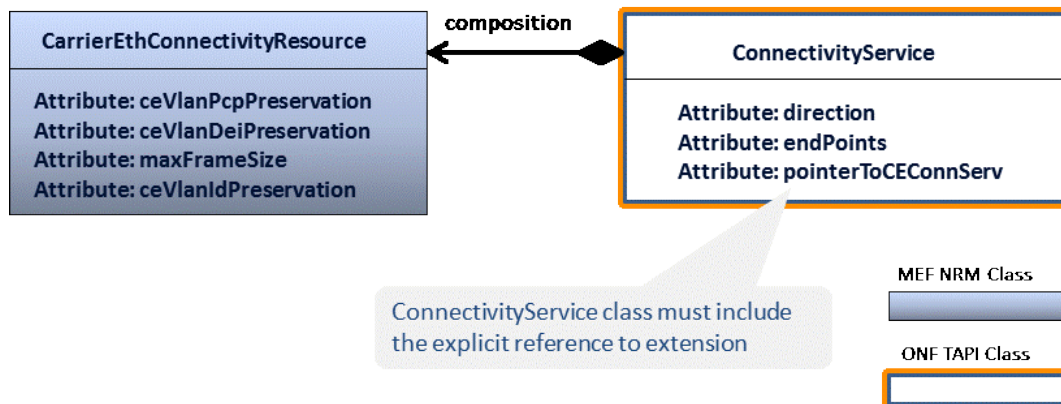 CarrierEthConnectivityResource
Attribute: ceVlanPcpPreservation
Attribute: ceVlanDeiPreservation
Attribute: maxFrameSize
Attribute: ceVlanIdPreservation
composition
ConnectivityService
Attribute: direction
Attribute: endPoints
Attribute: pointerToCEConnServ
ConnectivityService class must include
the explicit reference to extension
MEF NRM Class
ONF TAPI Class